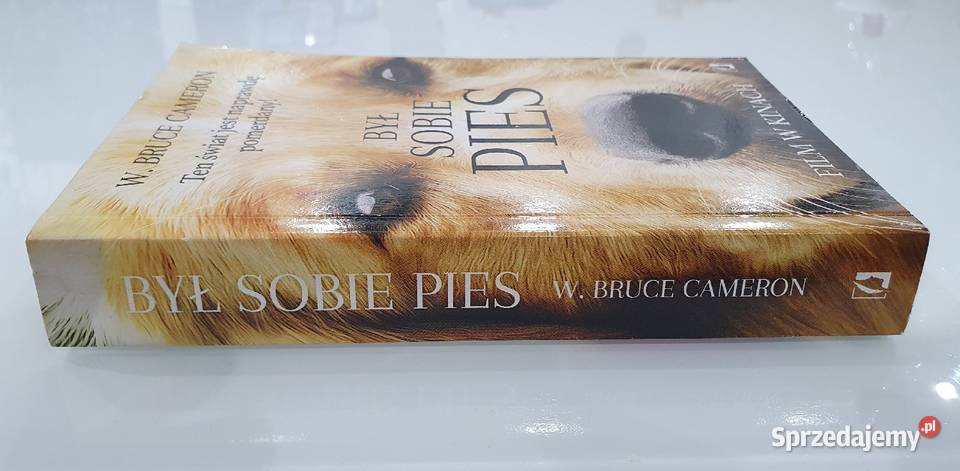 W. BRUCE CAMERON
Ten świat jest naprawdę
pomerdany!
BYŁ
SOBIE
PIES
FILM W KINACH
BYŁ SOBIE PIES W. BRUCE CAMERON
Sprzedajemy.pl